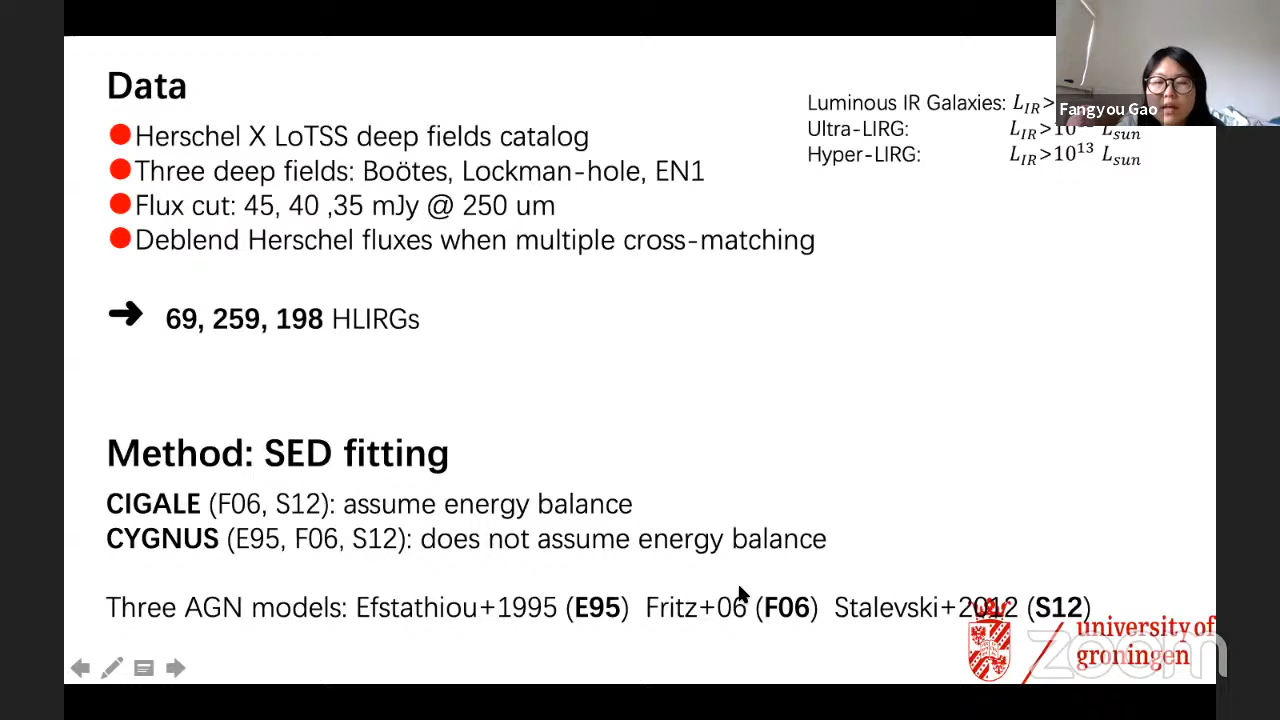 Data
Herschel X LoTSS deep fields catalog
Three deep fields: Boötes, Lockman-hole, EN1
Flux cut: 45, 40 ,35 mJy @ 250 um
Deblend Herschel fluxes when multiple cross-matching
Luminous IR Galaxies: L_IR>
Ultra-LIRG: L_IR>10 L_sun
Hyper-LIRG: L_IR>10^13 L_sun
Fangyou Gao
➜ 69, 259, 198 HLIRGs
Method: SED fitting
CIGALE (F06, S12): assume energy balance
CYGNUS (E95, F06, S12): does not assume energy balance
Three AGN models: Efstathiou+1995 (E95) Fritz+06 (F06) Stalevski+2012 (S12)
university of
groningen
zoom